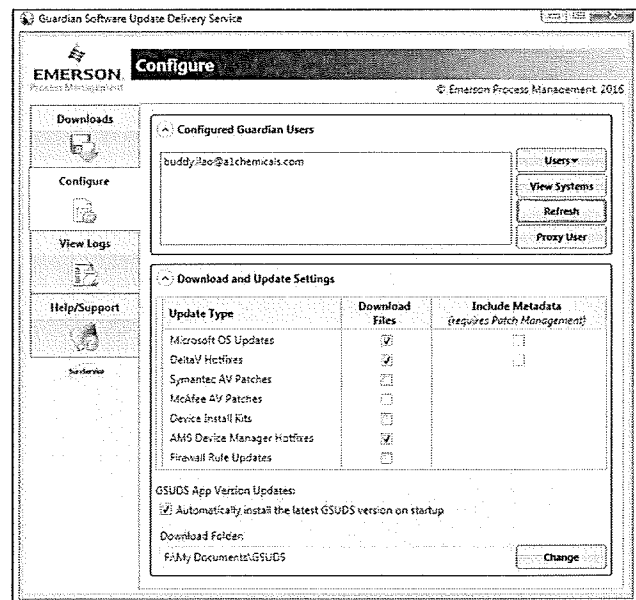 Guardian Software Update Delivery Service
EMERSON
Process Management
Configure
© Emerson Process Management 2016
Downloads
Configure
View Logs
Help/Support
Configured Guardian Users
Users
View Systems
Refresh
Proxy User
Download and Update Settings
Update Type
Download Files
Include Metadata
(requires Patch Management)
Microsoft OS Updates
DeltaV Hotfixes
Symantec AV Patches
McAfee AV Patches
Device Install Kits
AMS Device Manager Hotfixes
Firewall Rule Updates
GSUDS App Version Updates:
Automatically install the latest GSUDS version on startup
Download Folder:
F:\My Documents\GSUDS
Change